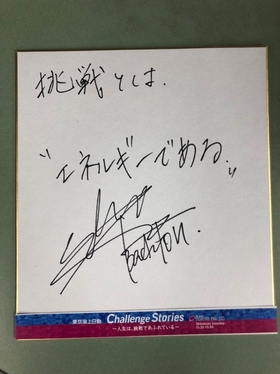 挑戦とは、
"エネルギーである。"
東京海上日動 Challenge Stories
～人生は、挑戦であふれている～